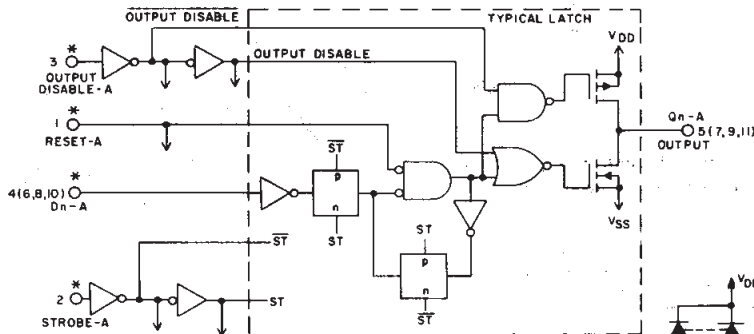 OUTPUT DISABLE
TYPICAL LATCH
*
3
OUTPUT DISABLE
VDD
OUTPUT
DISABLE-A
*
1
RESET-A
Qn-A
5(7,9,11)
OUTPUT
ST
p
n
ST
*
4(6,8,10)
Dn-A
ST
p
n
ST
VSS
ST
*
2
ST
STROBE-A
VD